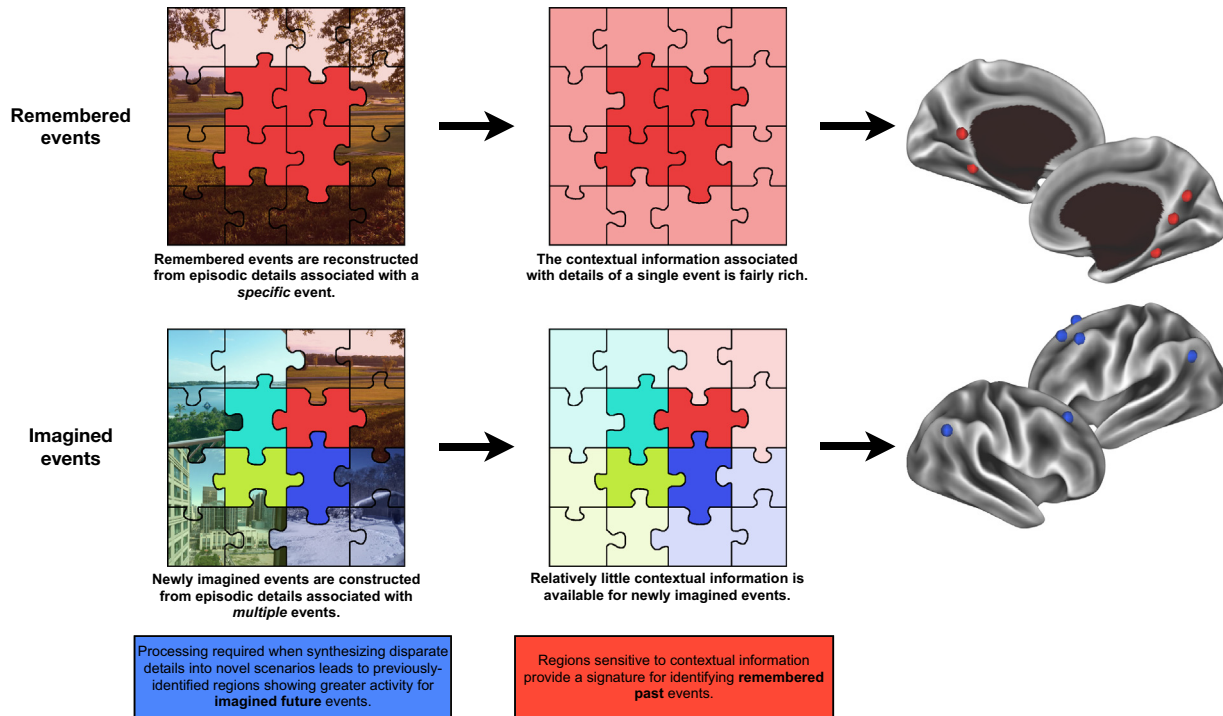 Remembered
events
Remembered events are reconstructed
from episodic details associated with a
specific event.
The contextual information associated
with details of a single event is fairly rich.
Imagined
events
Newly imagined events are constructed
from episodic details associated with
multiple events.
Relatively little contextual information is
available for newly imagined events.
Processing required when synthesizing disparate
details into novel scenarios leads to previously-
identified regions showing greater activity for
imagined future events.
Regions sensitive to contextual information
provide a signature for identifying remembered
past events.